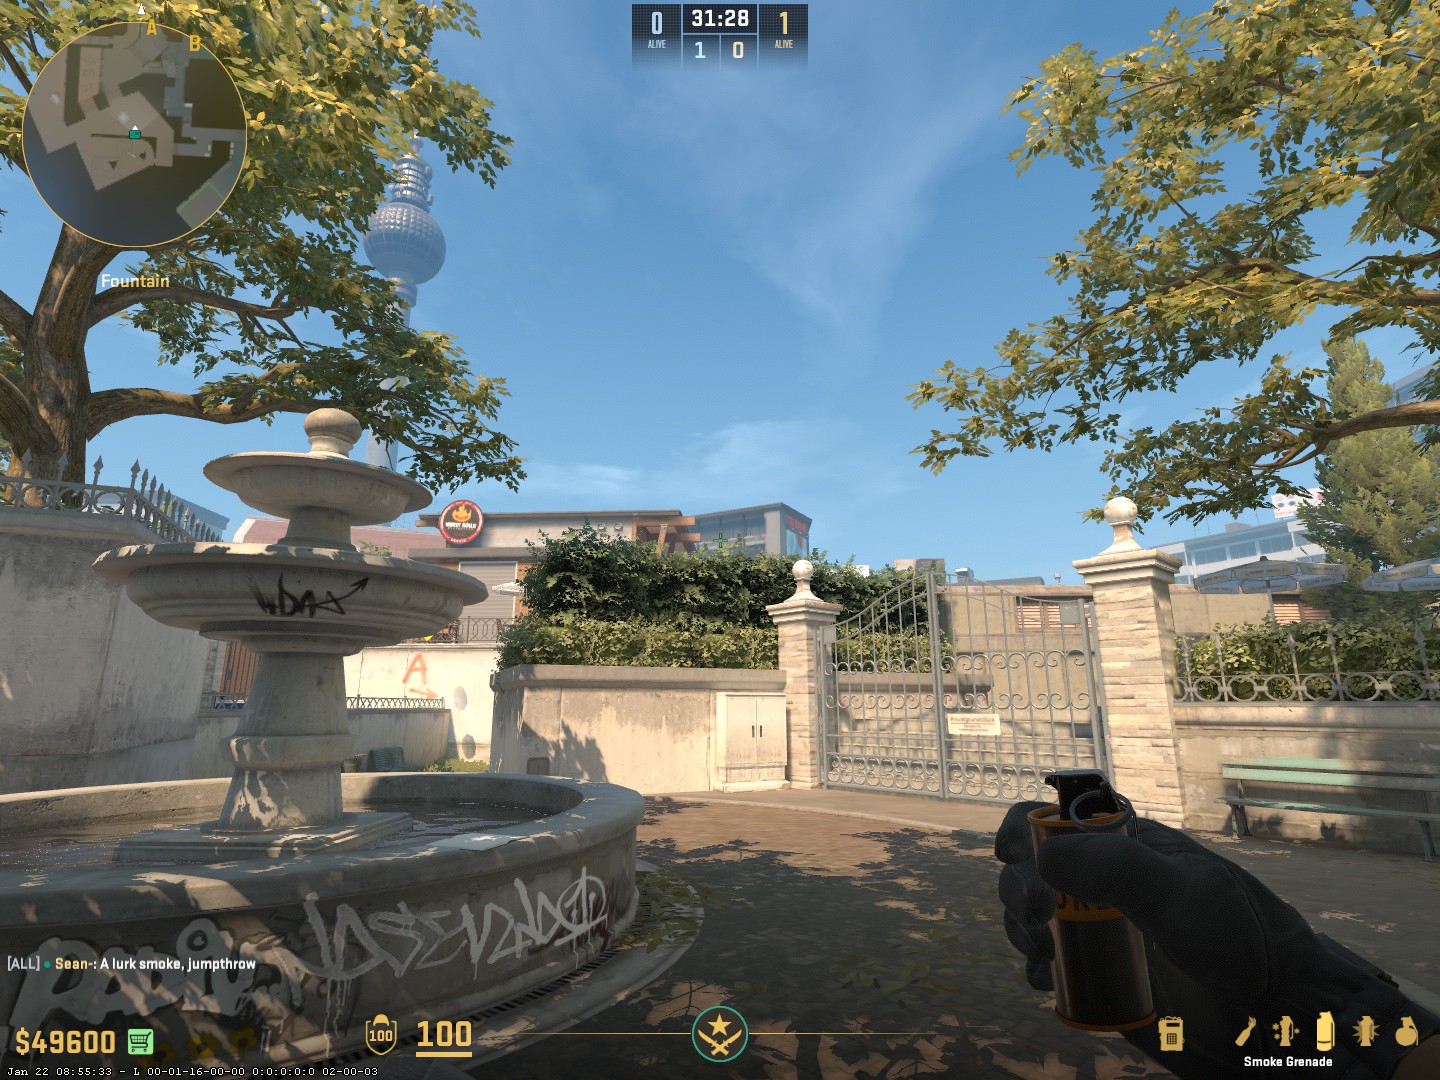 0
ALIVE
31:28
1 0
1
ALIVE
A
B
Fountain
A
[ALL] Sean-: A lurk smoke, jumpthrow
$49600
100
100
Smoke Grenade
Jan 22 08:55:33 - L 00-01-16-00-00 0:0:0:0:0 02-00-03